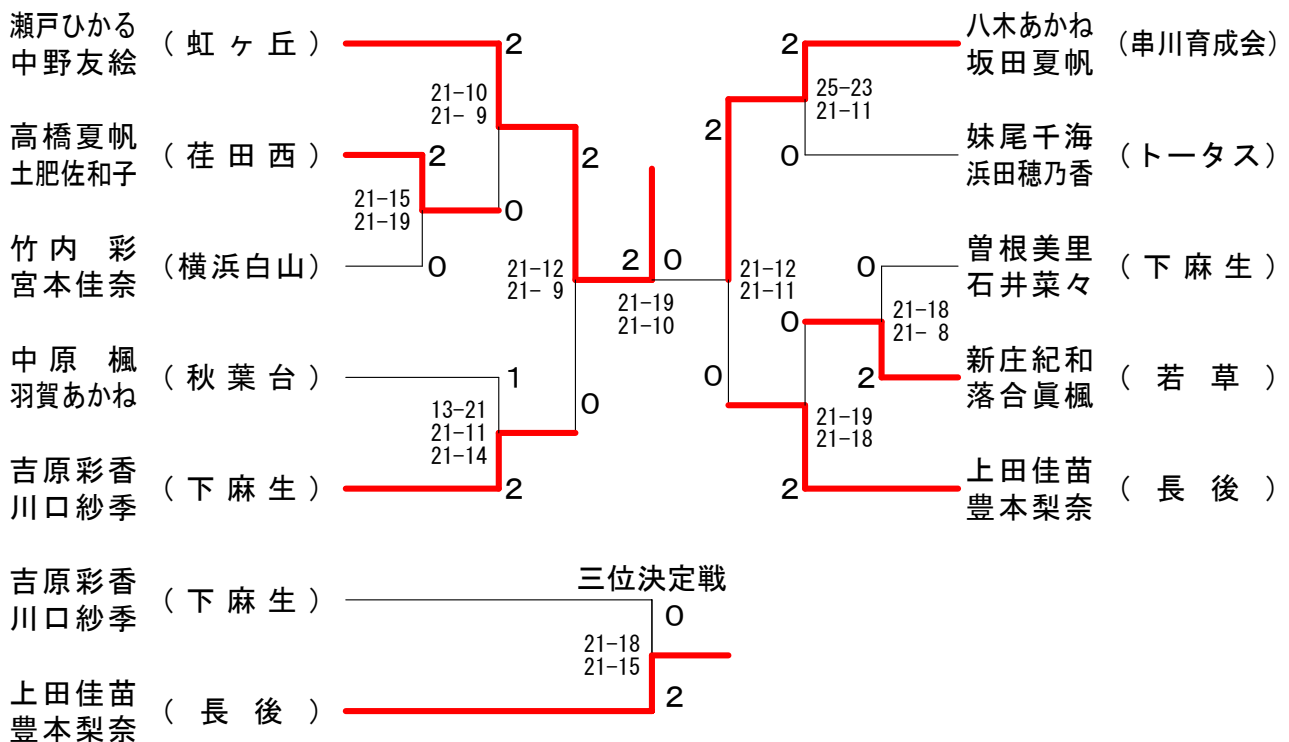 瀬戸ひかる
中野友絵
(虹ヶ丘)
2
21-10
21- 9
高橋夏帆
土肥佐和子
(荏田西)
2
21-15
21-19
0
竹内 彩
宮本佳奈
(横浜白山)
0
2
21-12
21- 9
中原 楓
羽賀あかね
(秋葉台)
1
13-21
21-11
21-14
0
吉原彩香
川口紗季
(下麻生)
2
2
0
21-19
21-10
八木あかね
坂田夏帆
(串川育成会)
2
25-23
21-11
妹尾千海
浜田穂乃香
(トータス)
0
2
21-12
21-11
曽根美里
石井菜々
(下麻生)
0
21-18
21- 8
新庄紀和
落合眞楓
(若草)
2
0
0
21-19
21-18
上田佳苗
豊本梨奈
(長後)
2
三位決定戦
吉原彩香
川口紗季
(下麻生)
0
21-18
21-15
上田佳苗
豊本梨奈
(長後)
2